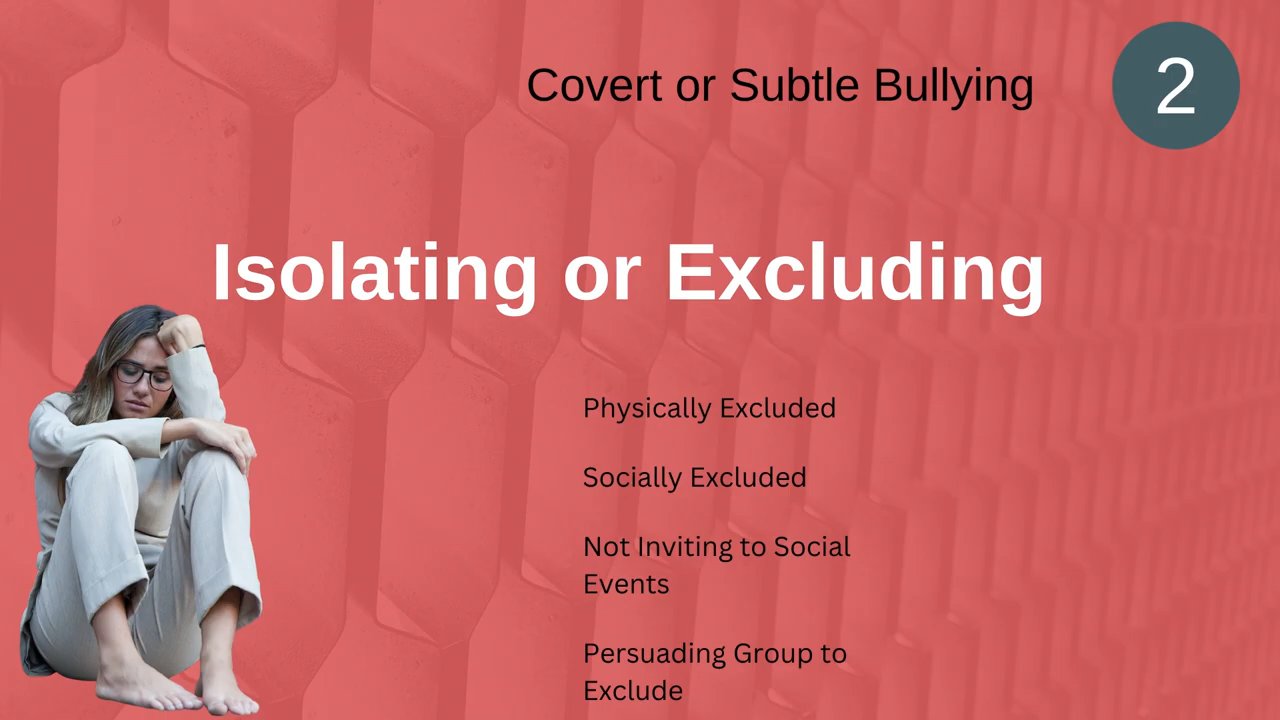 Covert or Subtle Bullying
2
Isolating or Excluding
Physically Excluded
Socially Excluded
Not Inviting to Social
Events
Persuading Group to
Exclude